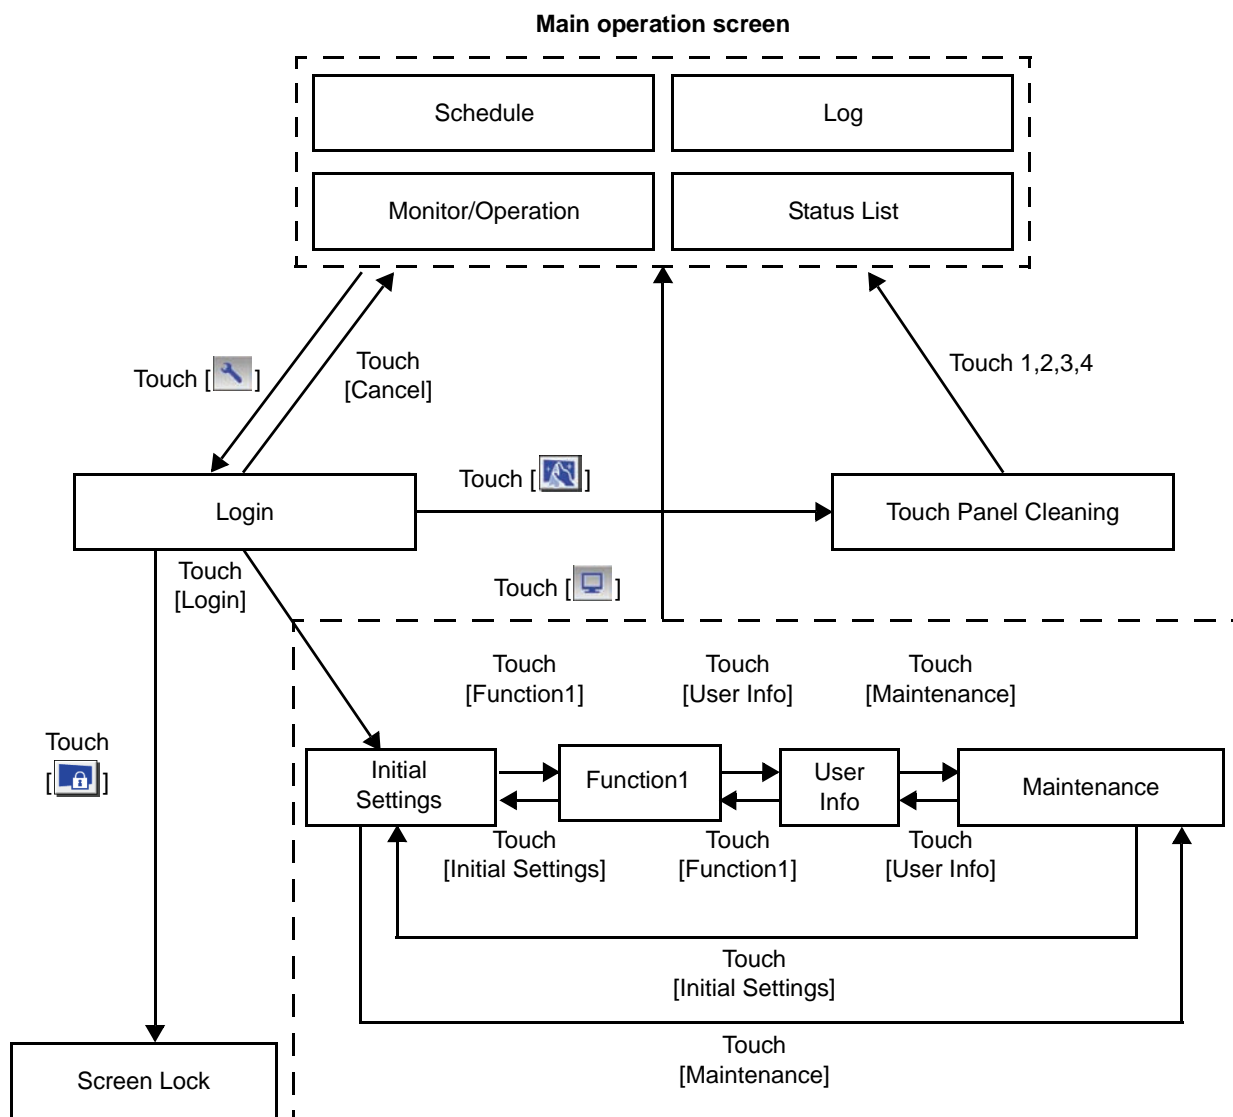 Main operation screen
Schedule
Log
Monitor/Operation
Status List
Touch [ ]
Touch
[Cancel]
Touch 1,2,3,4
Touch [ ]
Login
Touch Panel Cleaning
Touch
[Login]
Touch [ ]
Touch
[Function1]
Touch
[User Info]
Touch
[Maintenance]
Touch
[ ]
Initial
Settings
Function1
User
Info
Maintenance
Touch
[Initial Settings]
Touch
[Function1]
Touch
[User Info]
Touch
[Initial Settings]
Touch
[Maintenance]
Screen Lock